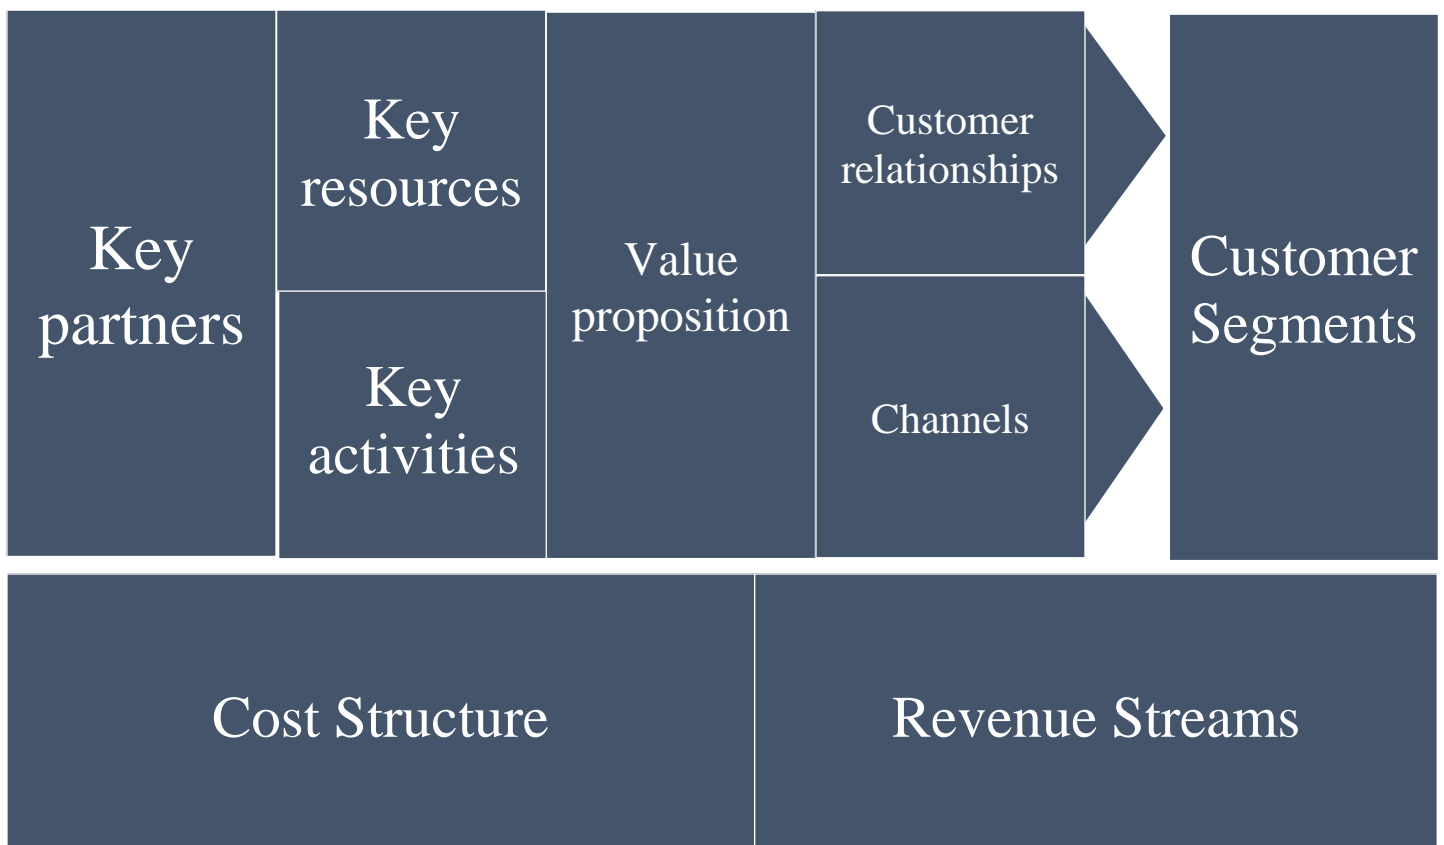 Key
partners
Key
resources
Key
activities
Value
proposition
Customer
relationships
Channels
Customer
Segments
Cost Structure
Revenue Streams